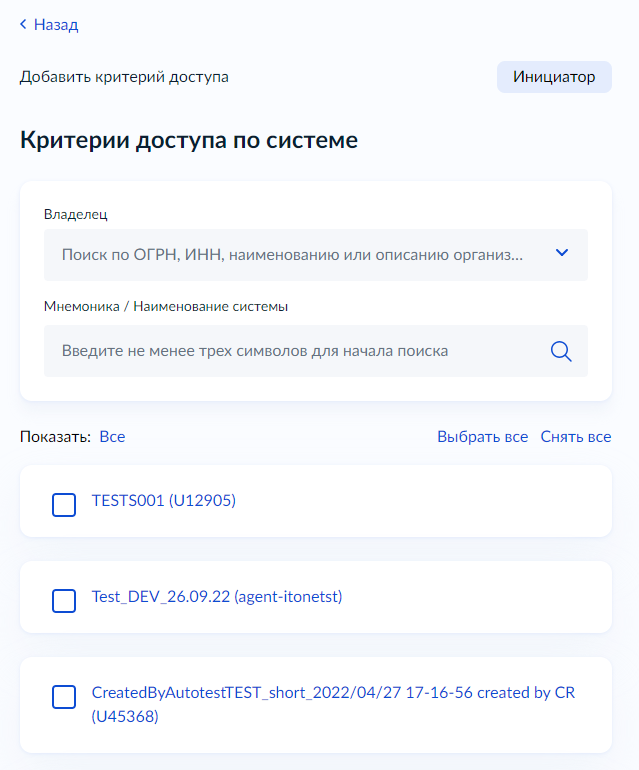 Назад
Добавить критерий доступа
Инициатор
Критерии доступа по системе
Владелец
Поиск по ОГРН, ИНН, наименованию или описанию организ...
Мнемоника / Наименование системы
Введите не менее трех символов для начала поиска
Показать: Все
Выбрать все Снять все
TESTS001 (U12905)
Test_DEV_26.09.22 (agent-itonetst)
CreatedByAutotestTEST_short_2022/04/27 17-16-56 created by CR
(U45368)